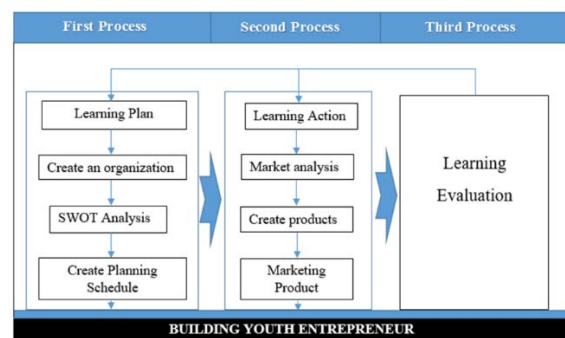 First Process
Second Process
Third Process
Learning Plan
Create an organization
SWOT Analysis
Create Planning
Schedule
Learning Action
Market analysis
Create products
Marketing
Product
Learning
Evaluation
BUILDING YOUTH ENTREPRENEUR